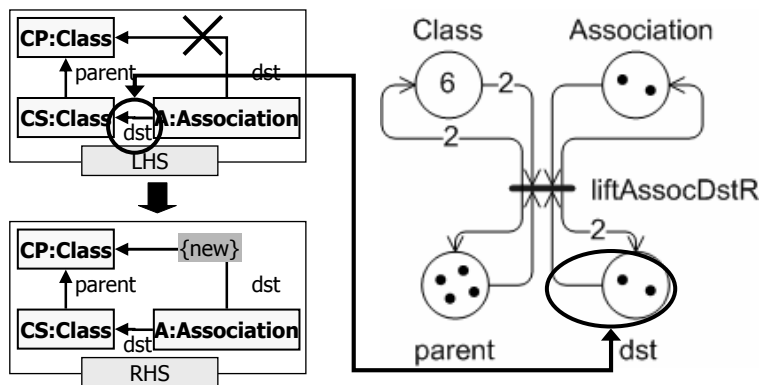 CP:Class
parent
dst
CS:Class
dst
A:Association
LHS
CP:Class
{new}
parent
dst
CS:Class
dst
A:Association
RHS
Class
Association
6
2
2
liftAssocDstR
2
parent
dst